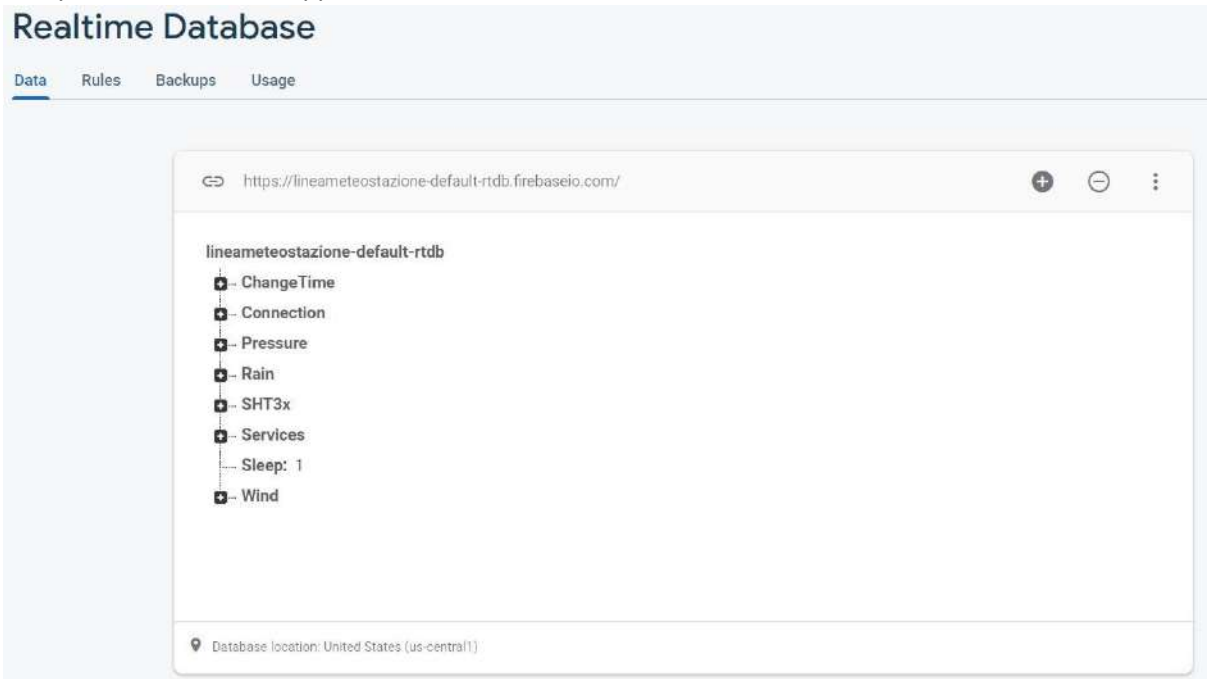 Realtime Database
Data Rules Backups Usage
https://lineameteostazione-default-rtdb.firebaseio.com/
lineameteostazione-default-rtdb
ChangeTime
Connection
Pressure
Rain
SHT3x
Services
Sleep: 1
Wind
Database location: United States (us-central1)